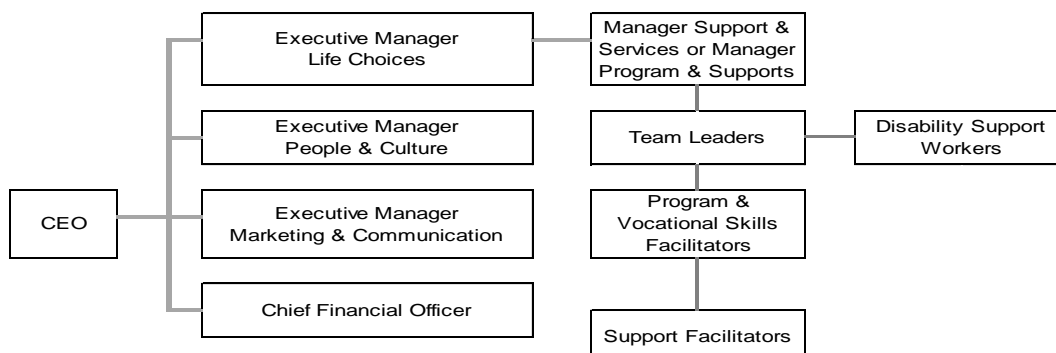 Executive Manager
Life Choices
Manager Support &
Services or Manager
Program & Supports
Executive Manager
People & Culture
Team Leaders
Disability Support
Workers
CEO
Executive Manager
Marketing & Communication
Program &
Vocational Skills
Facilitators
Chief Financial Officer
Support Facilitators